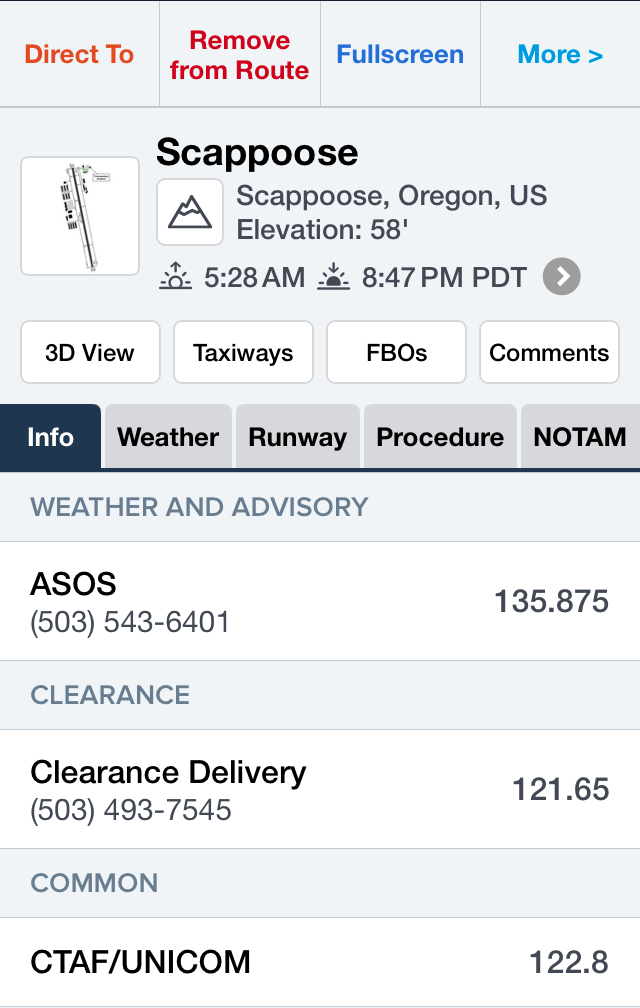 Direct To
Remove
from Route
Fullscreen
More >
Scappoose
Scappoose, Oregon, US
Elevation: 58'
5:28 AM 8:47 PM PDT
3D View
Taxiways
FBOs
Comments
Info
Weather
Runway
Procedure
NOTAM
WEATHER AND ADVISORY
ASOS
(503) 543-6401
135.875
CLEARANCE
Clearance Delivery
(503) 493-7545
121.65
COMMON
CTAF/UNICOM
122.8